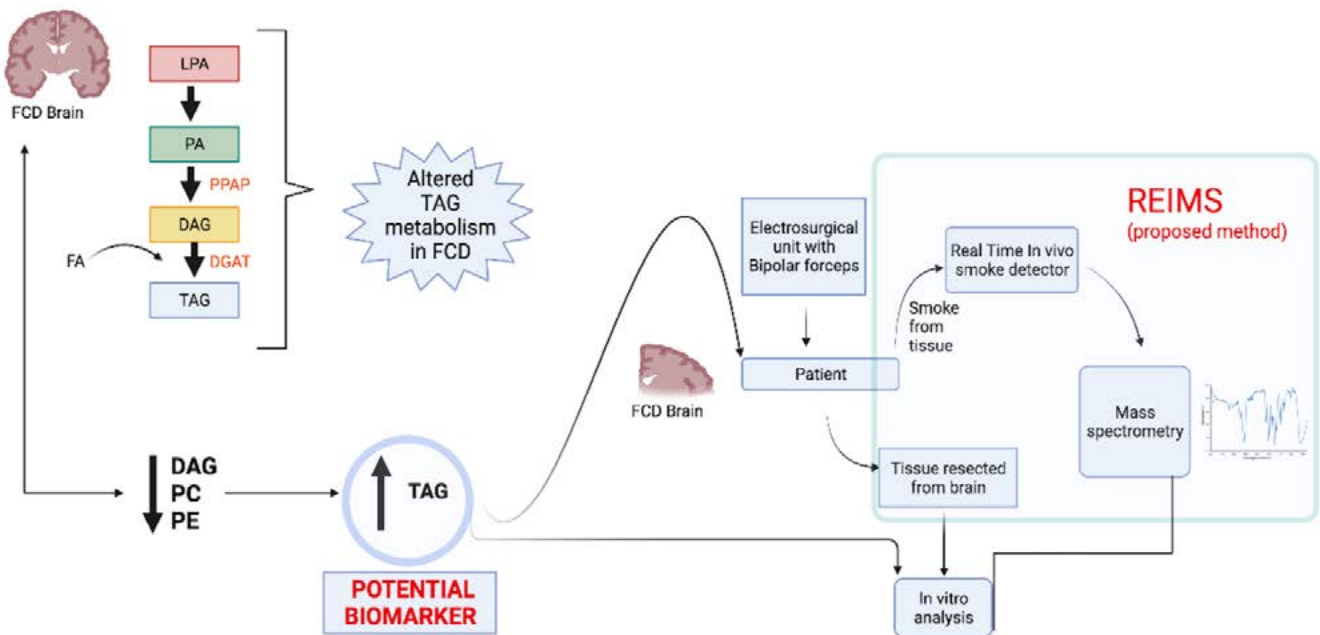 FCD Brain
LPA
PA
PPAP
DAG
FA
DGAT
TAG
Altered
TAG
metabolism
in FCD
DAG
PC
PE
TAG
POTENTIAL
BIOMARKER
FCD Brain
Electrosurgical
unit with
Bipolar forceps
Patient
Smoke
from
tissue
REIMS
(proposed method)
Real Time In vivo
smoke detector
Mass
spectrometry
Tissue resected
from brain
In vitro
analysis